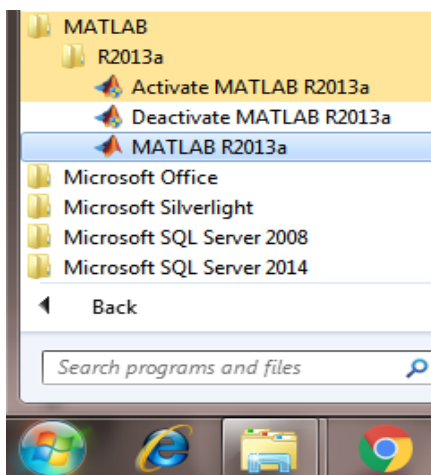 MATLAB
R2013a
Activate MATLAB R2013a
Deactivate MATLAB R2013a
MATLAB R2013a
Microsoft Office
Microsoft Silverlight
Microsoft SQL Server 2008
Microsoft SQL Server 2014
Back
Search programs and files